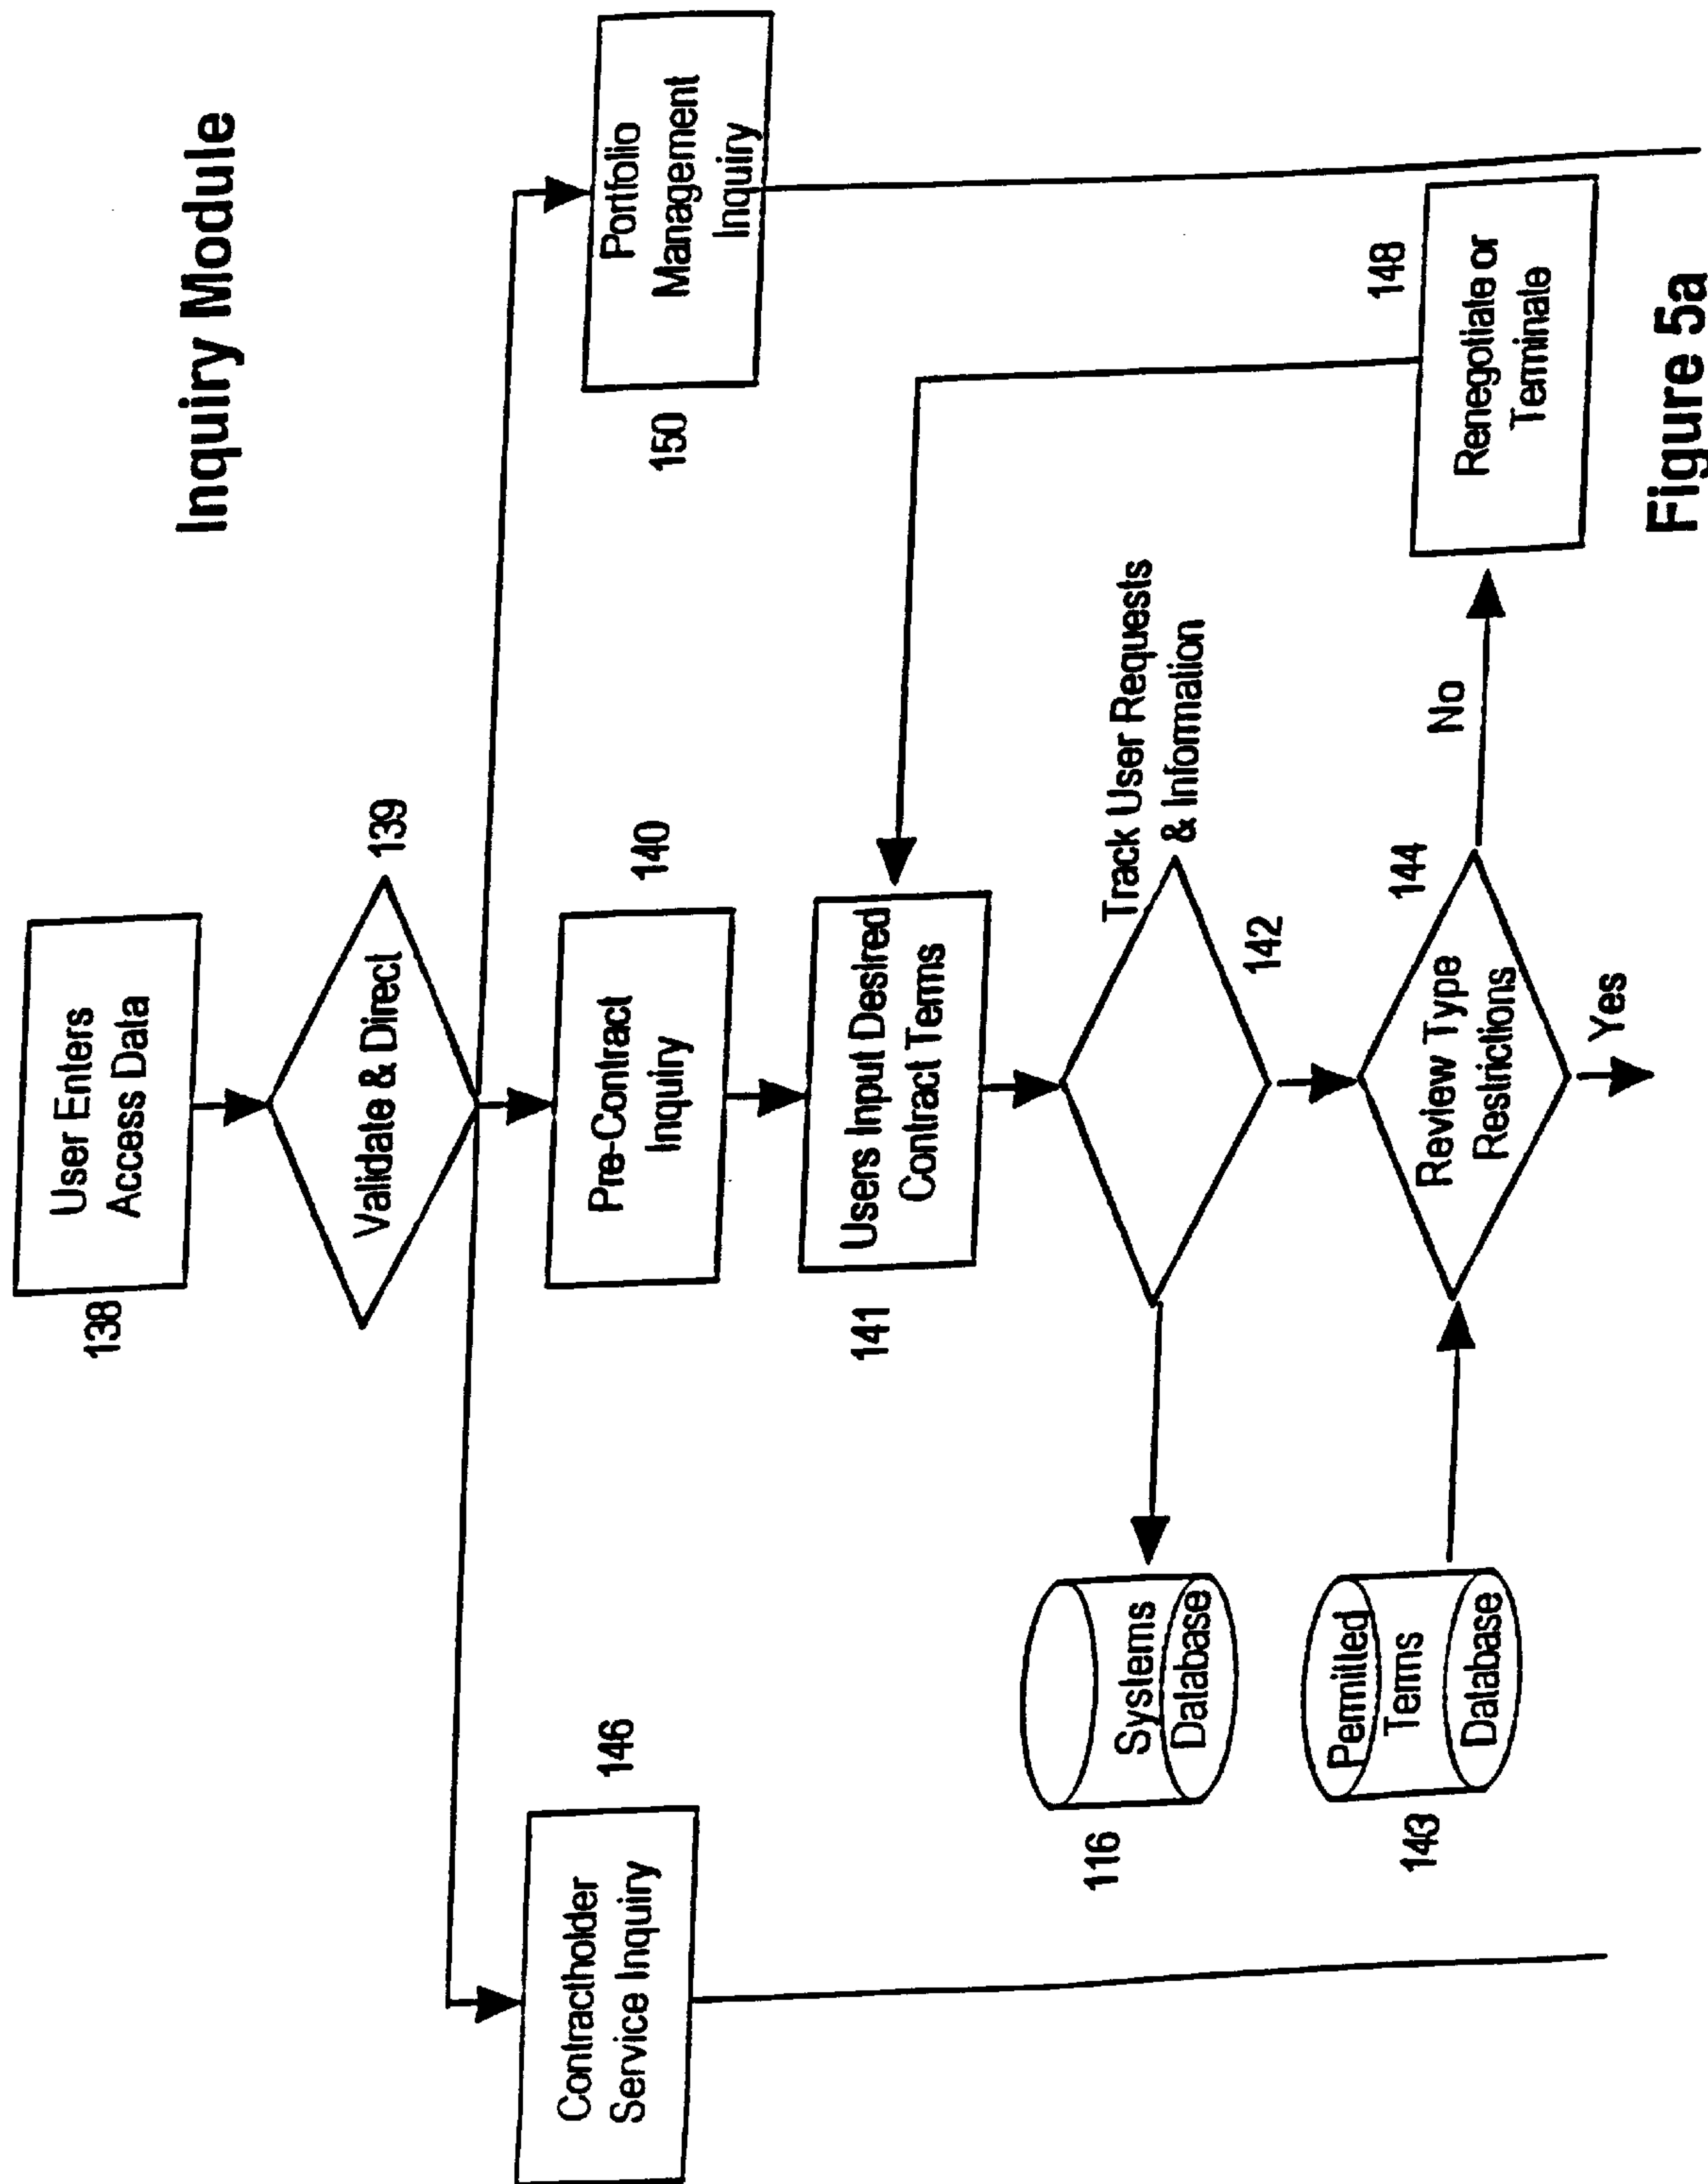 Inquiry Module
User Enters
Access Data
138
Validate & Direct
139
Contractholder
Service Inquiry
146
Pre-Contract
Inquiry
140
Portfolio
Management
Inquiry
150
Users Input Desired
Contract Terms
141
Track User Requests
& Information
142
Systems
Database
116
Permitted
Terms
Database
143
Review Type
Restrictions
144
No
Yes
Renegotiate or
Terminate
148
Figure 5a